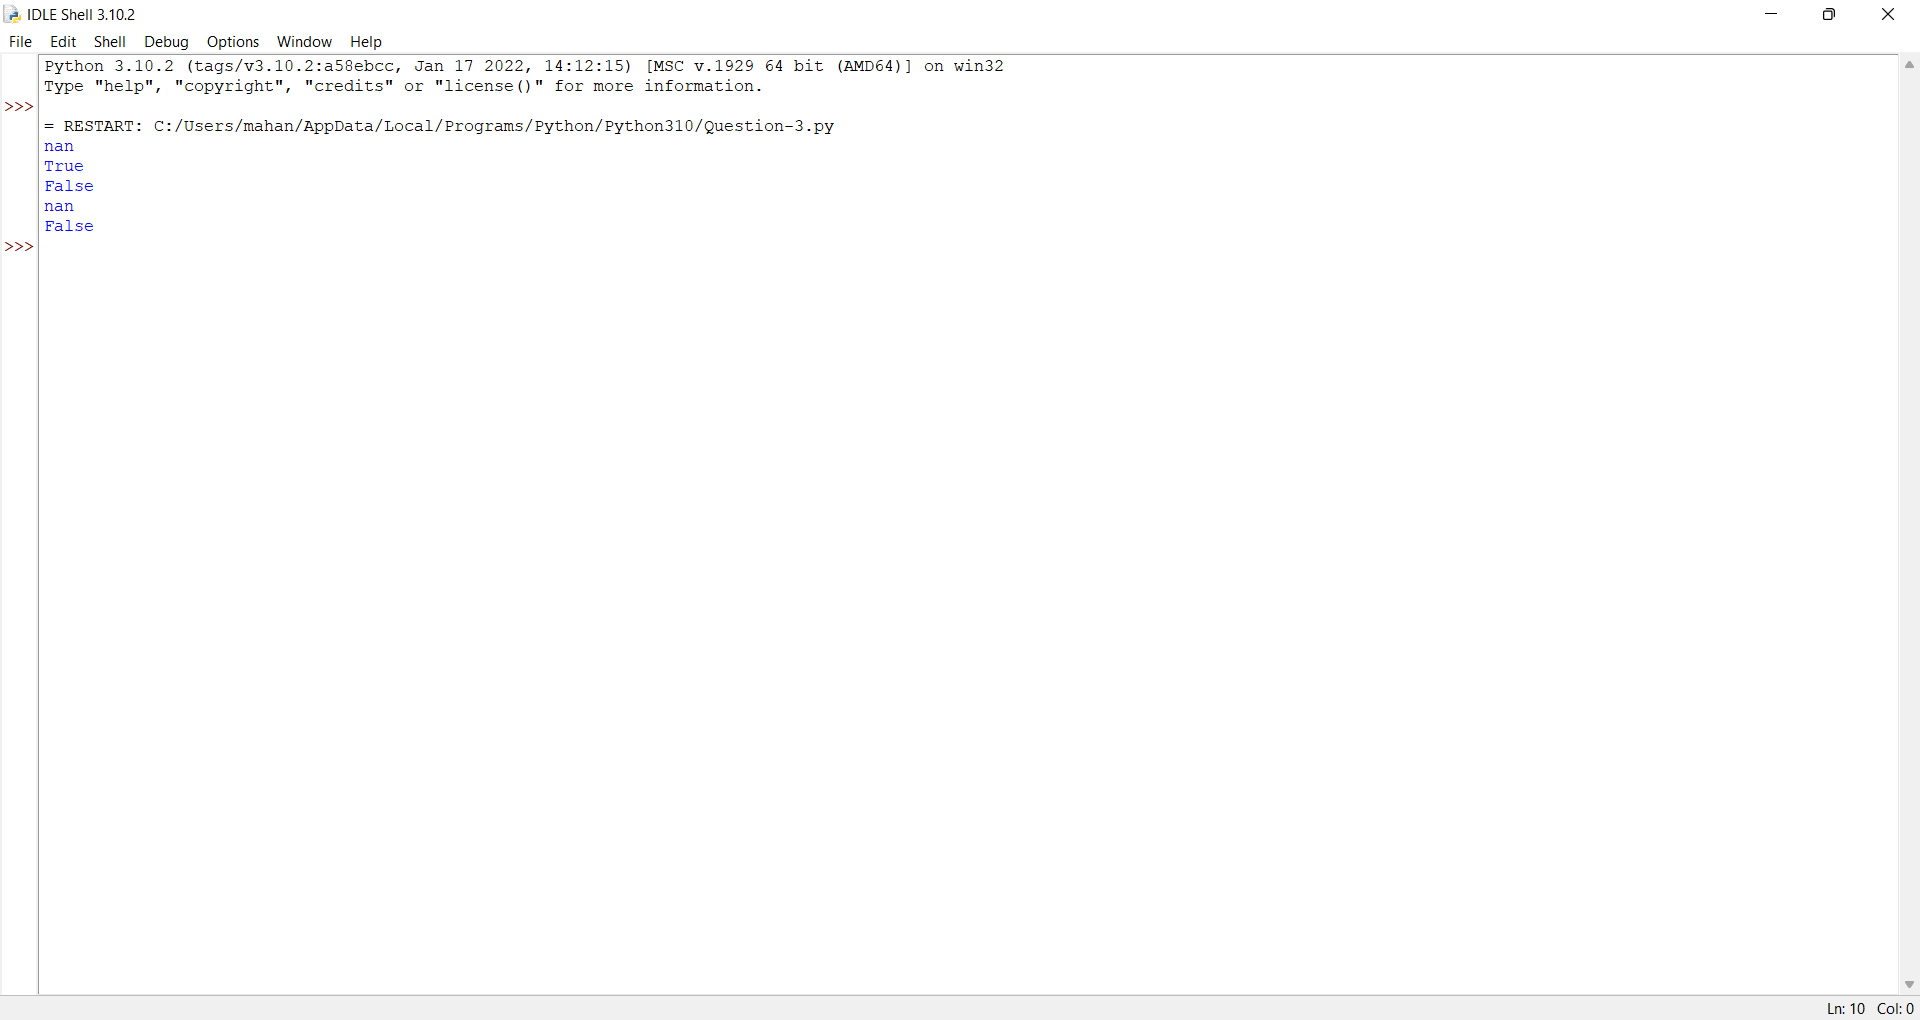 IDLE Shell 3.10.2
File Edit Shell Debug Options Window Help
Python 3.10.2 (tags/v3.10.2:a58ebcc, Jan 17 2022, 14:12:15) [MSC v.1929 64 bit (AMD64)] on win32
Type "help", "copyright", "credits" or "license()" for more information.
>>>
= RESTART: C:/Users/mahan/AppData/Local/Programs/Python/Python310/Question-3.py
nan
True
False
nan
False
>>>
Ln: 10 Col: 0